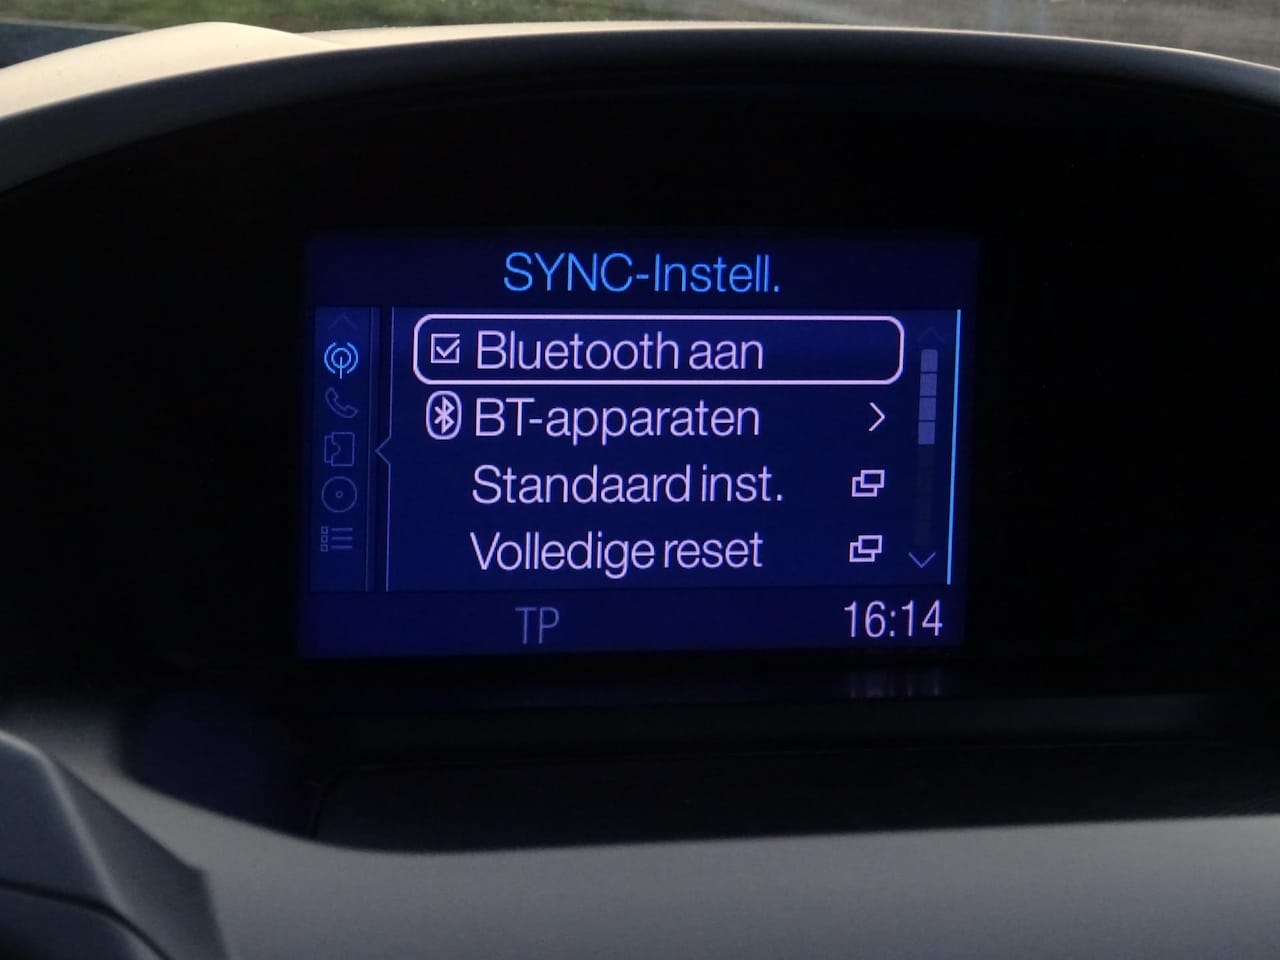 SYNC-Instell.
Bluetooth aan
BT-apparaten
Standaard inst.
Volledige reset
TP
16:14